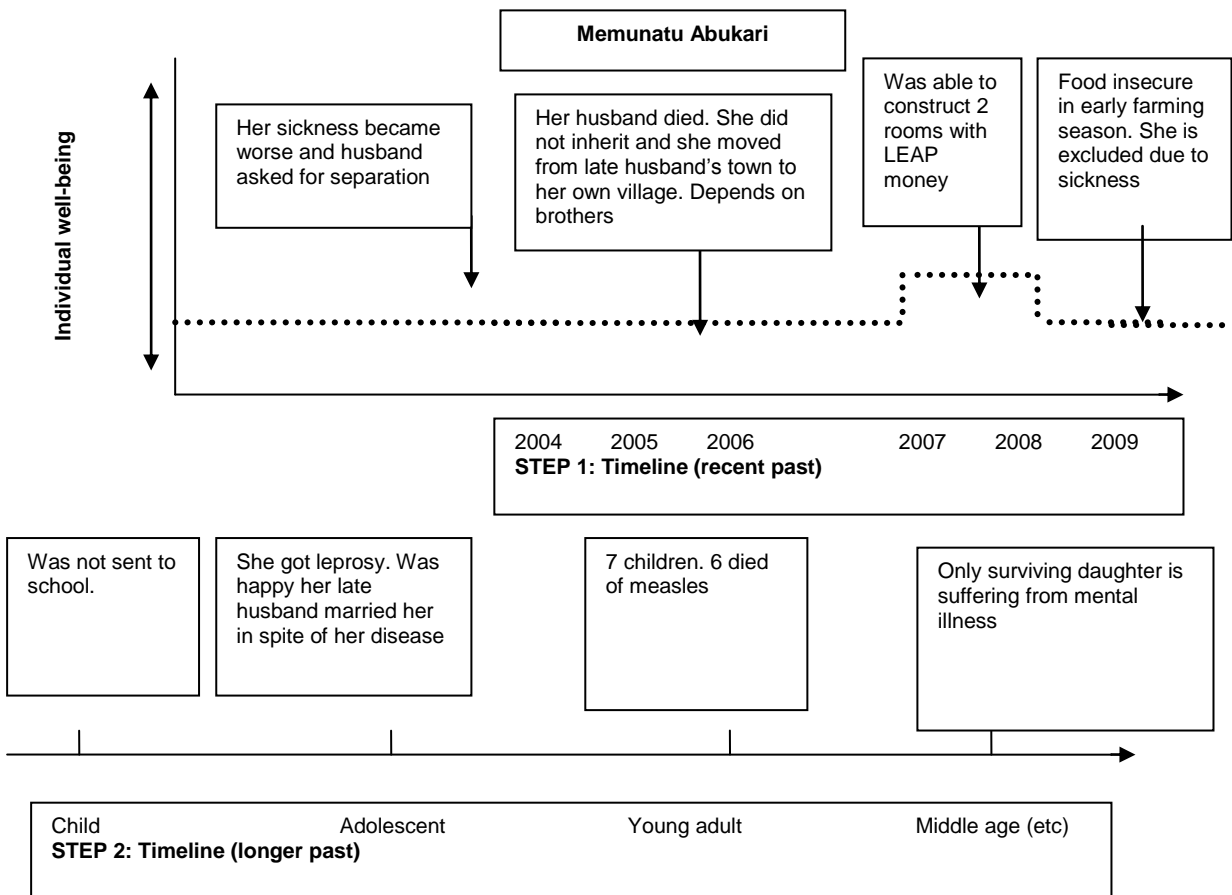 Memunatu Abukari
Individual well-being
Her sickness became
worse and husband
asked for separation
Her husband died. She did
not inherit and she moved
from late husband's town to
her own village. Depends on
brothers
Was able to
construct 2
rooms with
LEAP
money
Food insecure
in early farming
season. She is
excluded due to
sickness
2004 2005 2006 2007 2008 2009
STEP 1: Timeline (recent past)
Was not sent to
school.
She got leprosy. Was
happy her late
husband married her
in spite of her disease
7 children. 6 died
of measles
Only surviving daughter is
suffering from mental
illness
Child Adolescent Young adult Middle age (etc)
STEP 2: Timeline (longer past)